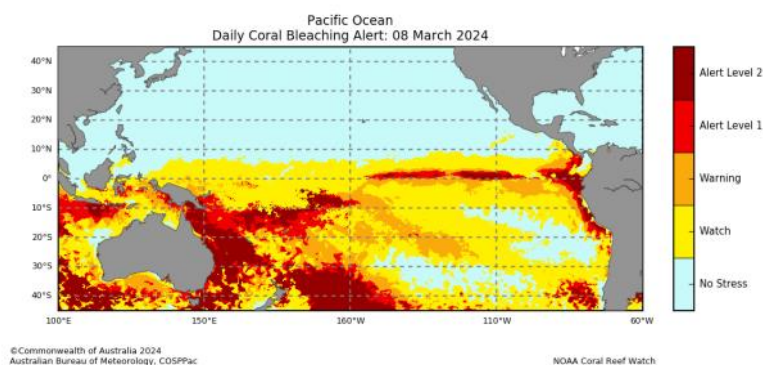 Pacific Ocean
Daily Coral Bleaching Alert: 08 March 2024
40°N
30°N
20°N
10°N
0°
10°S
20°S
30°S
40°S
100°E
150°E
160°W
110°W
60°W
Alert Level 2
Alert Level 1
Warning
Watch
No Stress
©Commonwealth of Australia 2024
Australian Bureau of Meteorology, COSPPac
NOAA Coral Reef Watch